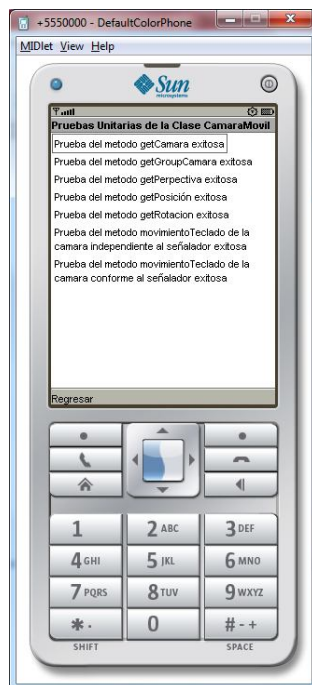 +5550000 - DefaultColorPhone
MIDlet View Help
Sun
microsystems
Pruebas Unitarias de la Clase CamaraMovil
Prueba del metodo getCamara exitosa
Prueba del metodo getGroupCamara exitosa
Prueba del metodo getPerpectiva exitosa
Prueba del metodo getPosición exitosa
Prueba del metodo getRotacion exitosa
Prueba del metodo movimientoTeclado de la
camara independiente al señalador exitosa
Prueba del metodo movimientoTeclado de la
camara conforme al señalador exitosa
Regresar
1 2 ABC 3 DEF
4 GHI 5 JKL 6 MNO
7 PQRS 8 TUV 9 WXYZ
* . 0 # - +
SHIFT SPACE